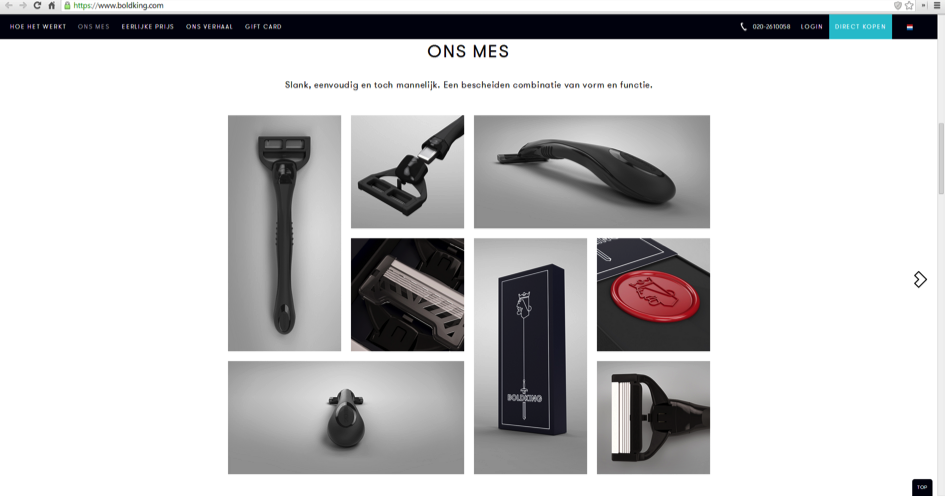 https://www.boldking.com
HOE HET WERKT ONS MES EERLIJKE PRIJS ONS VERHAAL GIFT CARD 020-2610058 LOGIN DIRECT KOPEN
ONS MES
Slank, eenvoudig en toch mannelijk. Een bescheiden combinatie van vorm en functie.
BOLDKING
TOP